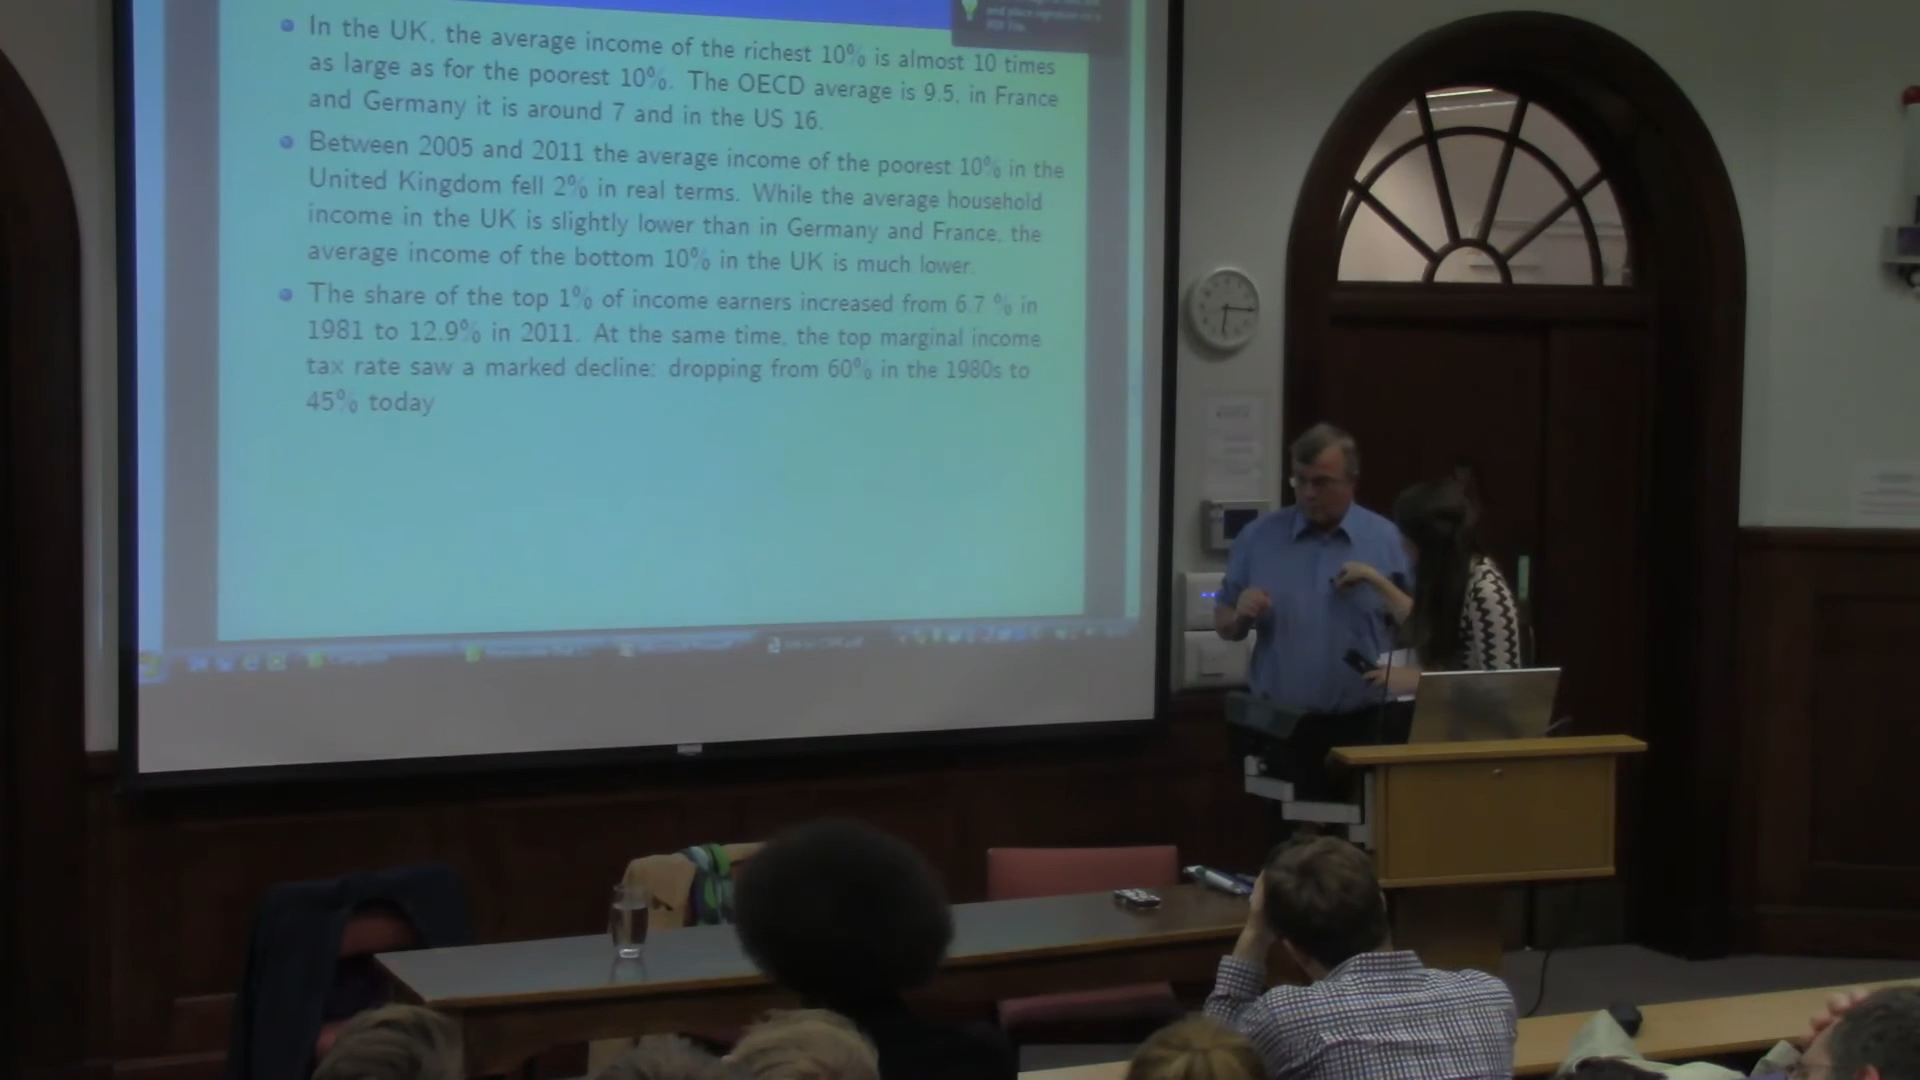 and place signature on a
PDF File.
In the UK, the average income of the richest 10% is almost 10 times
as large as for the poorest 10%. The OECD average is 9.5, in France
and Germany it is around 7 and in the US 16.
Between 2005 and 2011 the average income of the poorest 10% in the
United Kingdom fell 2% in real terms. While the average household
income in the UK is slightly lower than in Germany and France, the
average income of the bottom 10% in the UK is much lower.
The share of the top 1% of income earners increased from 6.7 % in
1981 to 12.9% in 2011. At the same time, the top marginal income
tax rate saw a marked decline: dropping from 60% in the 1980s to
45% today